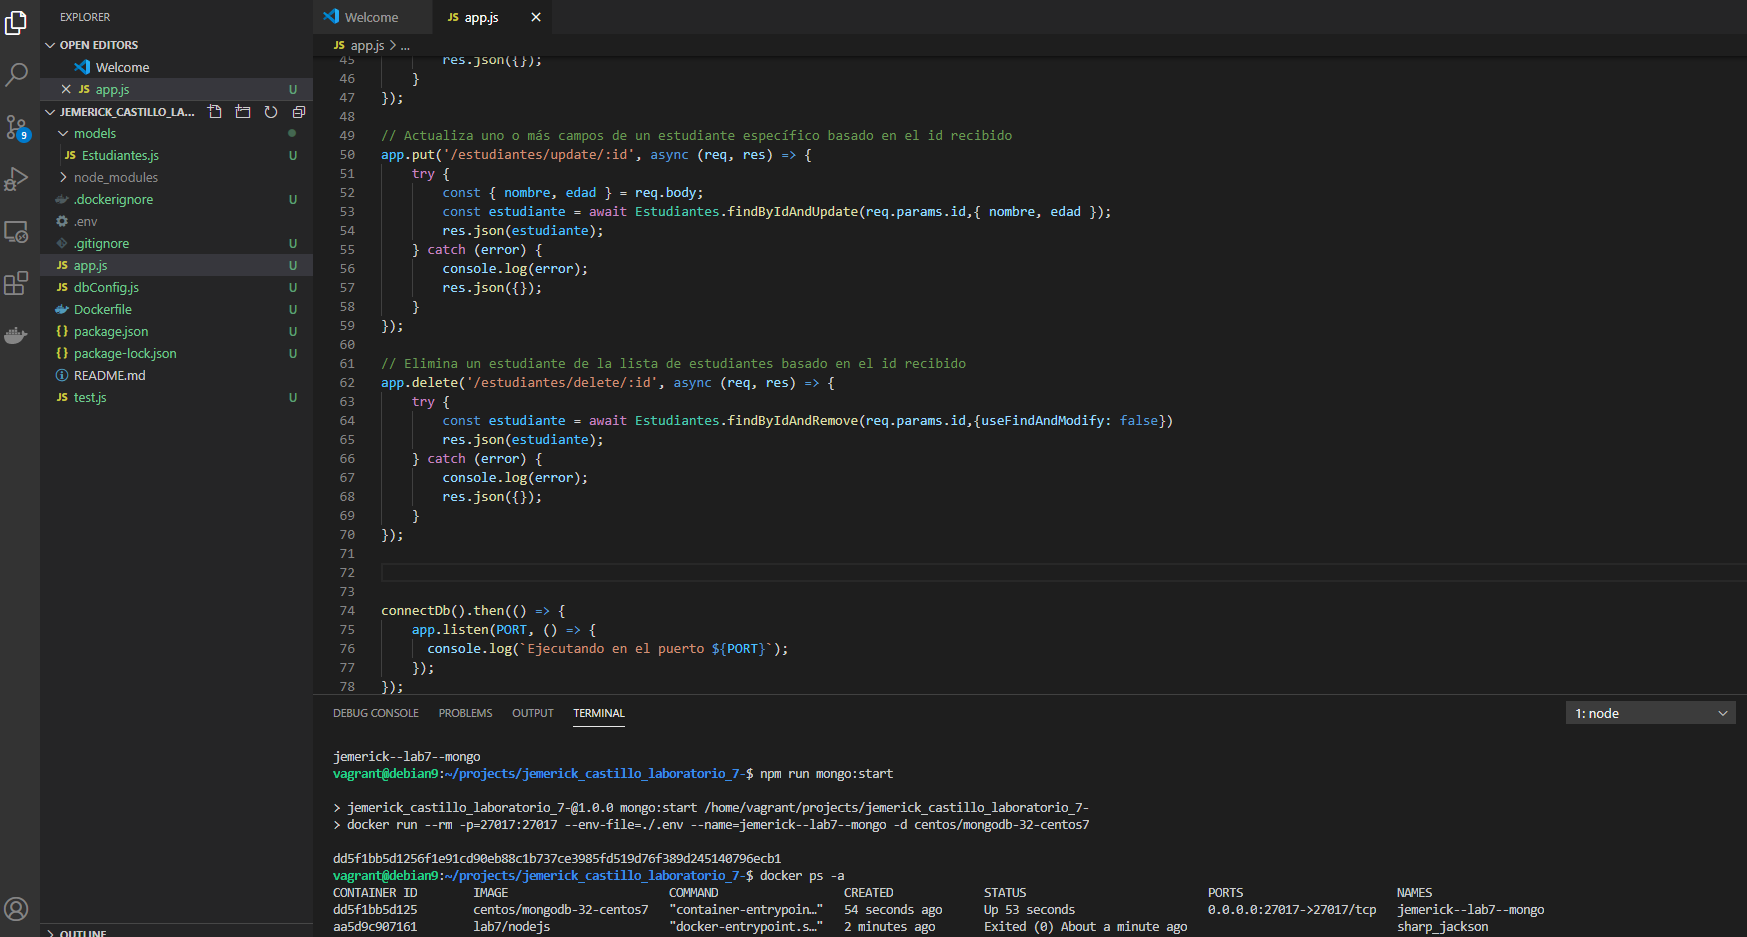 EXPLORER
OPEN EDITORS
Welcome
JS app.js U
JEMERICK_CASTILLO_LA...
models
JS Estudiantes.js U
node_modules
.dockerignore U
.env
.gitignore U
JS app.js U
JS dbConfig.js U
Dockerfile U
{} package.json U
{} package-lock.json U
README.md
JS test.js U
OUTLINE
9
Welcome
JS app.js
JS app.js > ...
45 res.json({});
46 }
47 });
48
49 // Actualiza uno o más campos de un estudiante específico basado en el id recibido
50 app.put('/estudiantes/update/:id', async (req, res) => {
51 try {
52 const { nombre, edad } = req.body;
53 const estudiante = await Estudiantes.findByIdAndUpdate(req.params.id,{ nombre, edad });
54 res.json(estudiante);
55 } catch (error) {
56 console.log(error);
57 res.json({});
58 }
59 });
60
61 // Elimina un estudiante de la lista de estudiantes basado en el id recibido
62 app.delete('/estudiantes/delete/:id', async (req, res) => {
63 try {
64 const estudiante = await Estudiantes.findByIdAndRemove(req.params.id,{useFindAndModify: false})
65 res.json(estudiante);
66 } catch (error) {
67 console.log(error);
68 res.json({});
69 }
70 });
71
72
73
74 connectDb().then(() => {
75 app.listen(PORT, () => {
76 console.log(`Ejecutando en el puerto ${PORT}`);
77 });
78 });
DEBUG CONSOLE PROBLEMS OUTPUT TERMINAL
1: node
jemerick--lab7--mongo
vagrant@debian9:~/projects/jemerick_castillo_laboratorio_7-$ npm run mongo:start
> jemerick_castillo_laboratorio_7-@1.0.0 mongo:start /home/vagrant/projects/jemerick_castillo_laboratorio_7-
> docker run --rm -p=27017:27017 --env-file=./.env --name=jemerick--lab7--mongo -d centos/mongodb-32-centos7
dd5f1bb5d1256f1e91cd90eb88c1b737ce3985fd519d76f389d245140796ecb1
vagrant@debian9:~/projects/jemerick_castillo_laboratorio_7-$ docker ps -a
CONTAINER ID IMAGE COMMAND CREATED STATUS PORTS NAMES
dd5f1bb5d125 centos/mongodb-32-centos7 "container-entrypoin…" 54 seconds ago Up 53 seconds 0.0.0.0:27017->27017/tcp jemerick--lab7--mongo
aa5d9c907161 lab7/nodejs "docker-entrypoint.s…" 2 minutes ago Exited (0) About a minute ago sharp_jackson